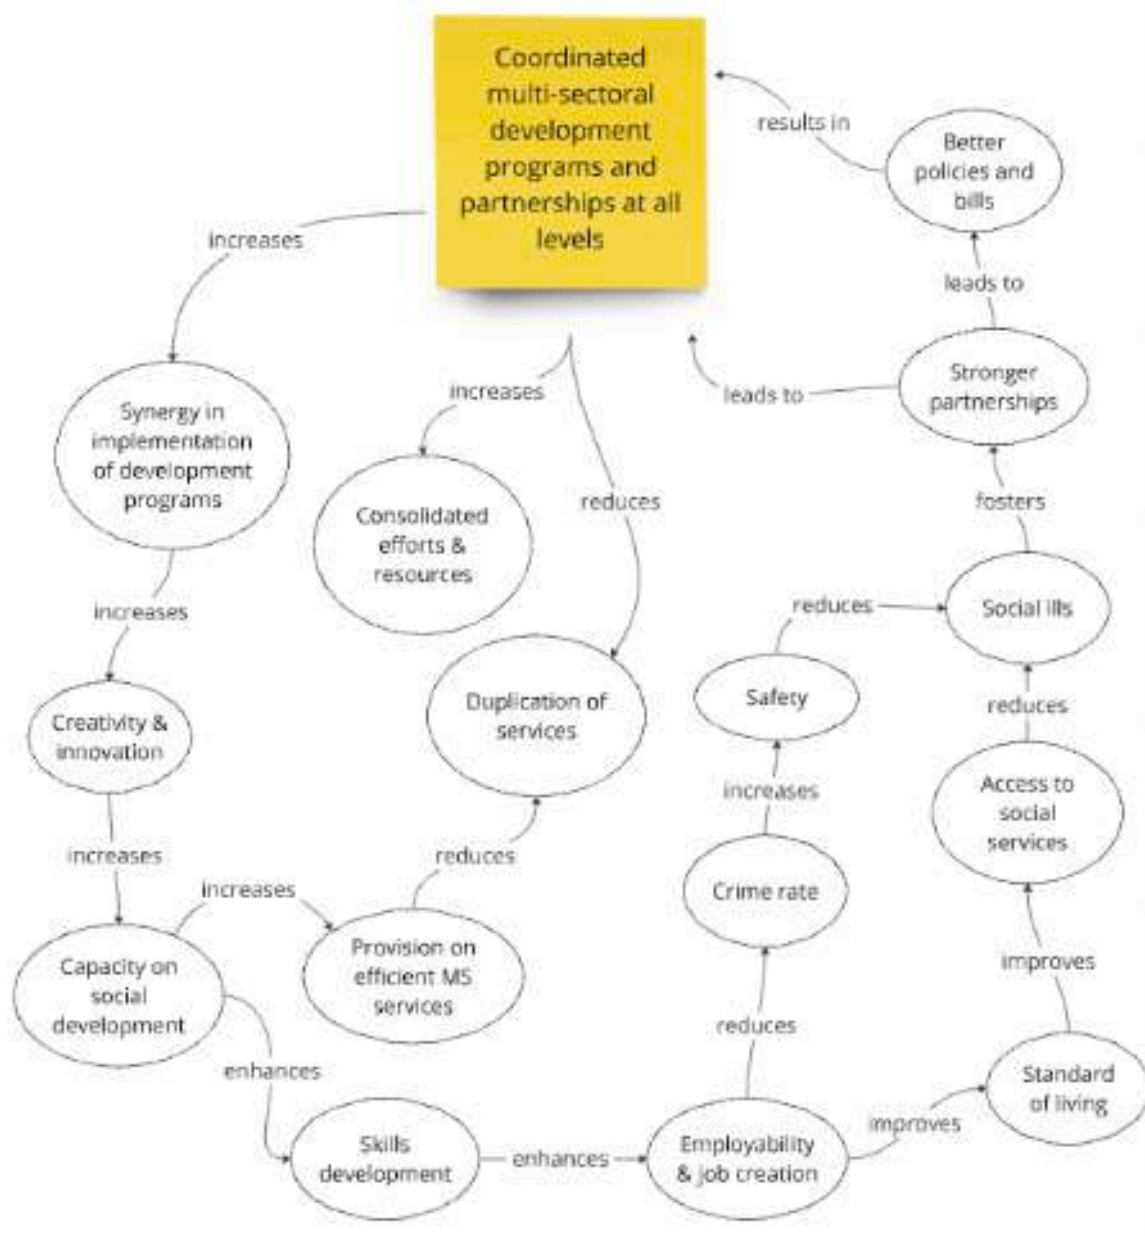 Coordinated
multi-sectoral
development
programs and
partnerships at all
levels
results in
Better
policies and
bills
increases
leads to
increases
leads to
Stronger
partnerships
Synergy in
implementation
of development
programs
Consolidated
efforts &
resources
reduces
fosters
increases
reduces
Social ills
Safety
Duplication of
services
reduces
Creativity &
innovation
increases
Access to
social
services
increases
reduces
increases
Crime rate
Capacity on
social
development
Provision on
efficient MS
services
improves
reduces
enhances
Standard
of living
improves
Skills
development
enhances
Employability
& job creation